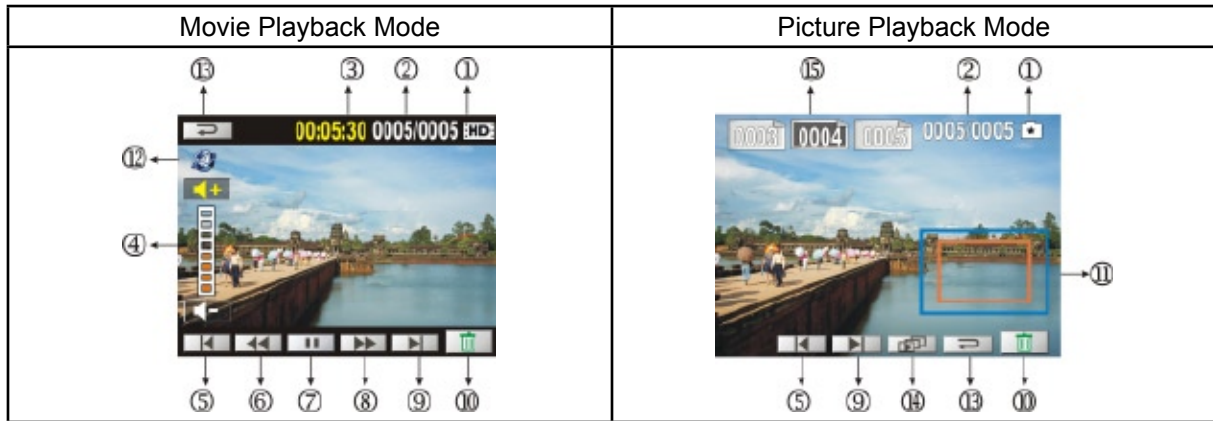 Movie Playback Mode
Picture Playback Mode
⑬ ③ ② ①
00:05:30 0005/0005 HD
⑫
④
⑤ ⑥ ⑦ ⑧ ⑨ ⑩
⑮ ② ①
0003 0004 0005 0005/0005
⑪
⑤ ⑨ ⑭ ⑬ ⑩